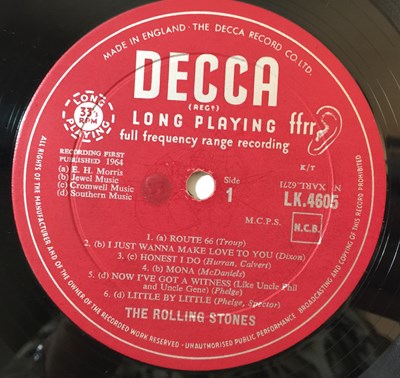 MADE IN ENGLAND · THE DECCA RECORD CO. LTD.
DECCA
(REGD)
LONG PLAYING
ffrr
full frequency range recording
LONG PLAYING
33⅓
RPM
RECORDING FIRST
PUBLISHED 1964
(a) E. H. Morris
(b) Jewel Music
(c) Cromwell Music
(d) Southern Music
Side
1
K/T
XARL.6271
LK.4605
M.C.P.S.
N.C.B.
1. (a) ROUTE 66 (Troup)
2. (b) I JUST WANNA MAKE LOVE TO YOU (Dixon)
3. (c) HONEST I DO (Hurran, Calvert)
4. (b) MONA (McDaniels)
5. (d) NOW I'VE GOT A WITNESS (Like Uncle Phil
and Uncle Gene) (Phelge)
6. (d) LITTLE BY LITTLE (Phelge, Spector)
THE ROLLING STONES
ALL RIGHTS OF THE MANUFACTURER AND OF THE OWNER OF THE RECORDED WORK RESERVED · UNAUTHORISED PUBLIC PERFORMANCE, BROADCASTING AND COPYING OF THIS RECORD PROHIBITED